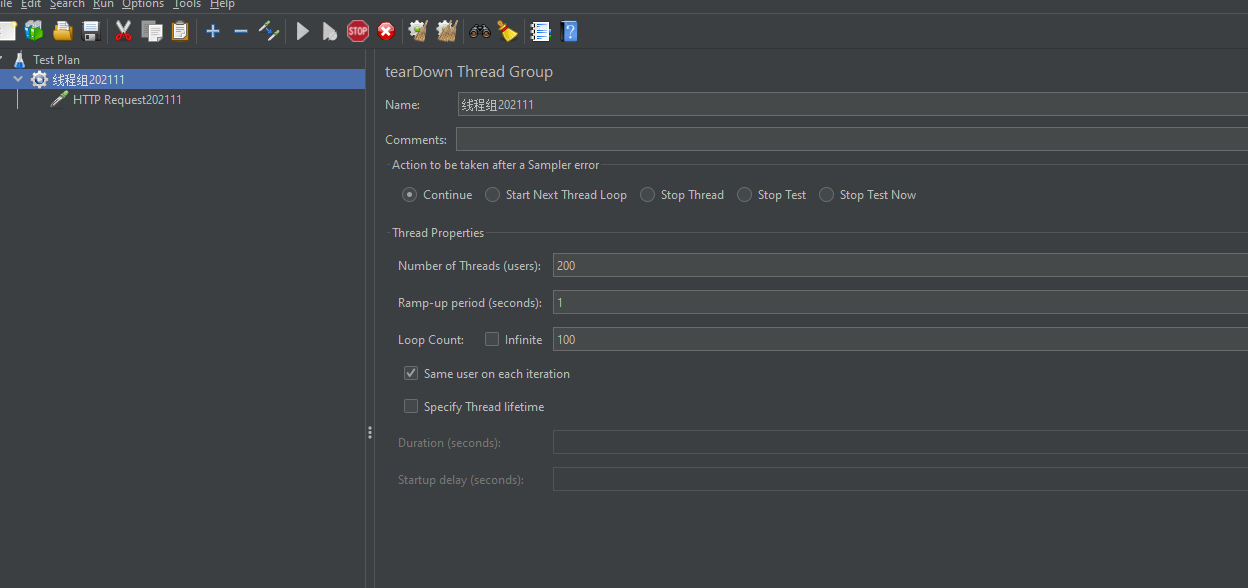 ile Edit Search Run Options Tools Help
STOP
Test Plan
线程组202111
HTTP Request202111
tearDown Thread Group
Name: 线程组202111
Comments:
Action to be taken after a Sampler error
Continue Start Next Thread Loop Stop Thread Stop Test Stop Test Now
Thread Properties
Number of Threads (users): 200
Ramp-up period (seconds): 1
Loop Count: Infinite 100
Same user on each iteration
Specify Thread lifetime
Duration (seconds):
Startup delay (seconds):